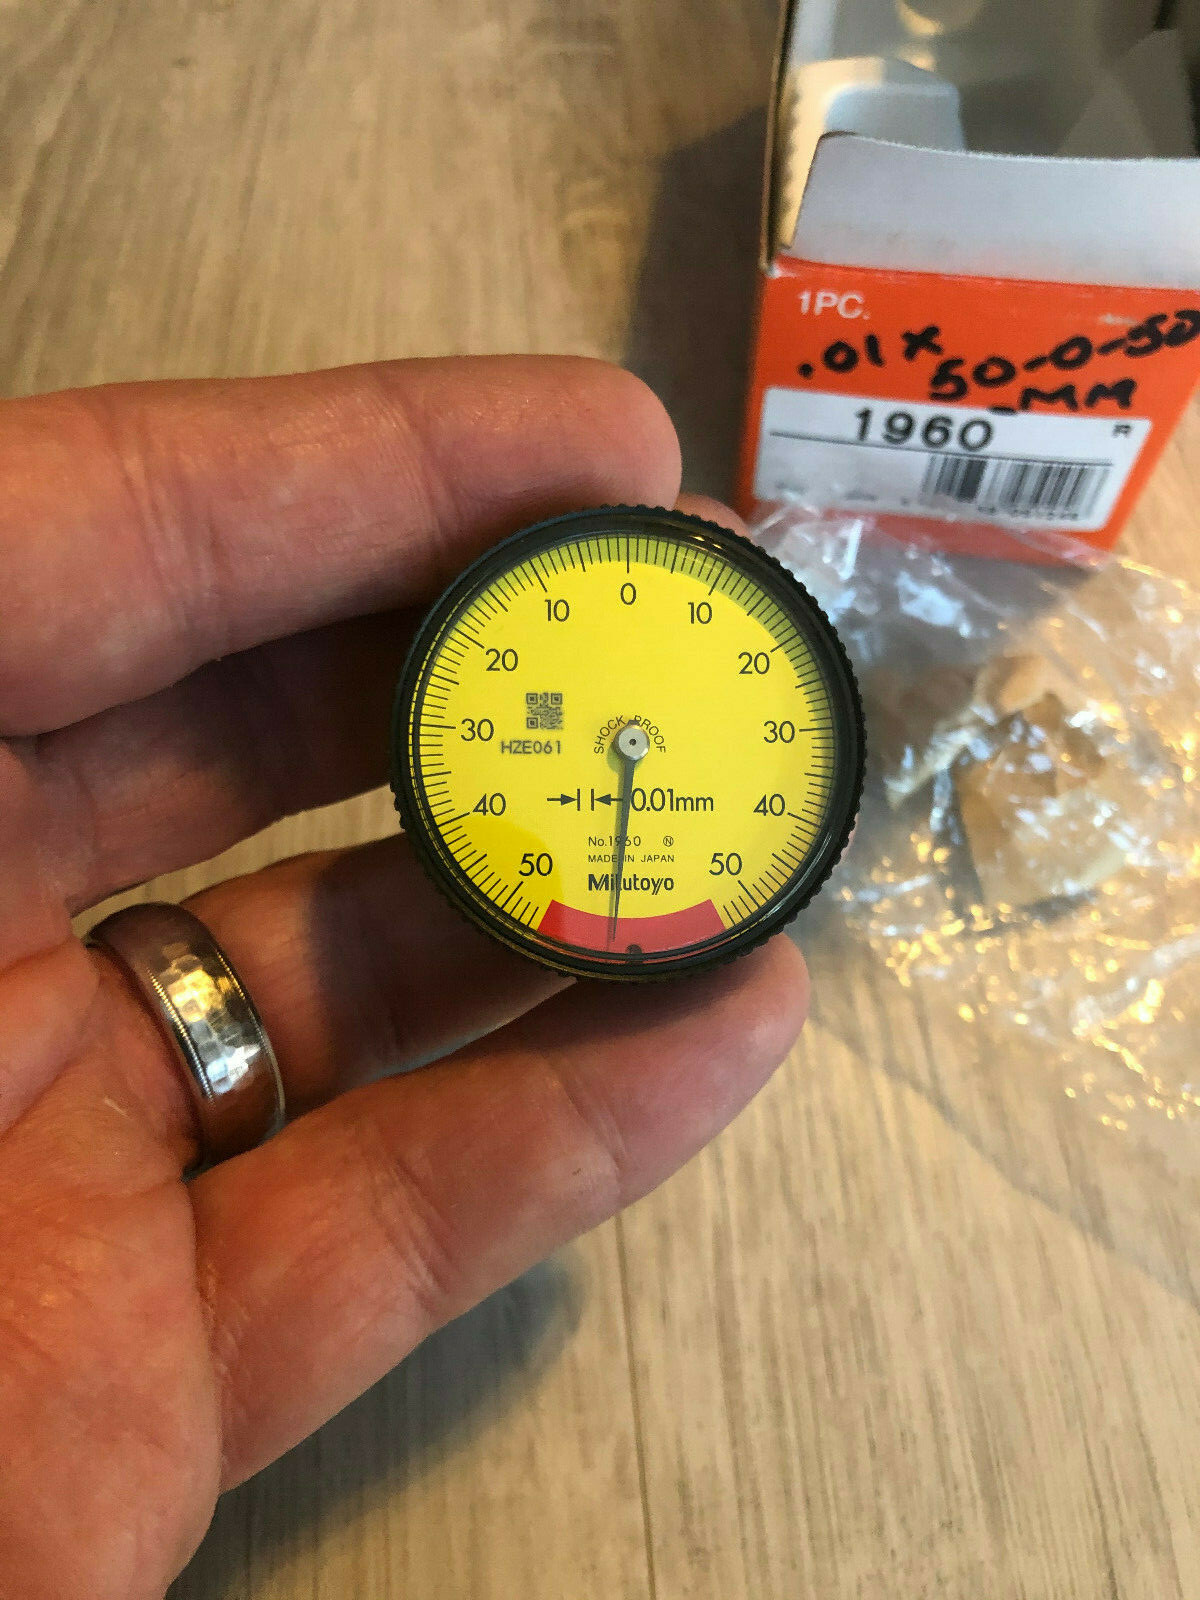 1PC.
.01 x 50-0-50
MM
1960
R
0
10 10
20 20
30 30
40 40
50 50
HZE061
SHOCK PROOF
0.01mm
No.1960 N
MADE IN JAPAN
Mitutoyo